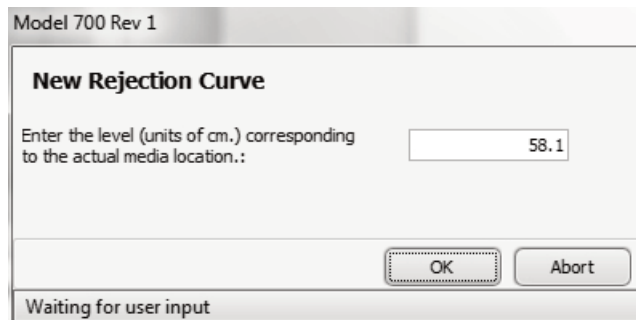 Model 700 Rev 1
New Rejection Curve
Enter the level (units of cm.) corresponding
to the actual media location.:
58.1
OK
Abort
Waiting for user input